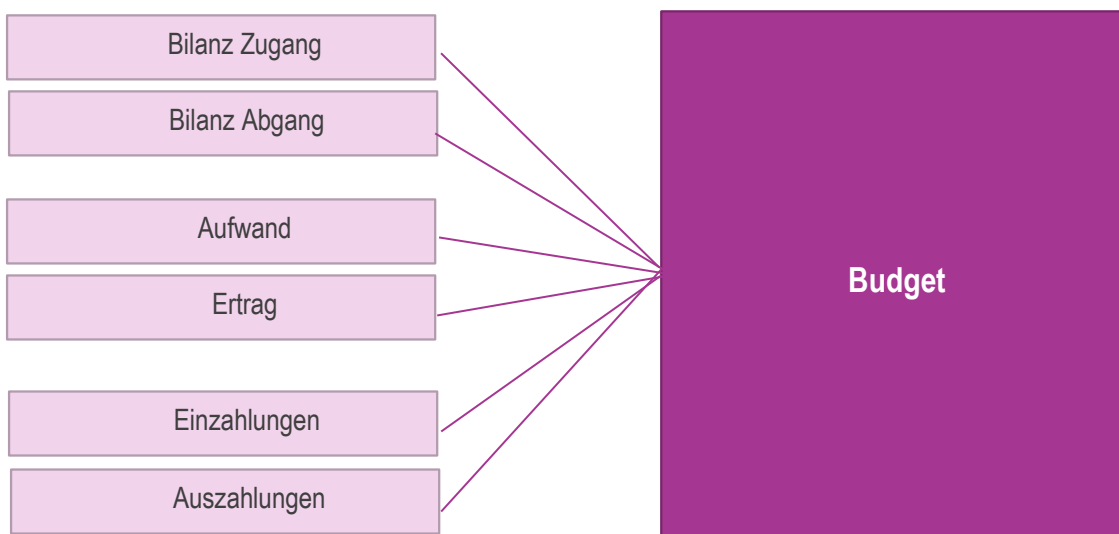 Bilanz Zugang
Bilanz Abgang
Aufwand
Ertrag
Einzahlungen
Auszahlungen
Budget